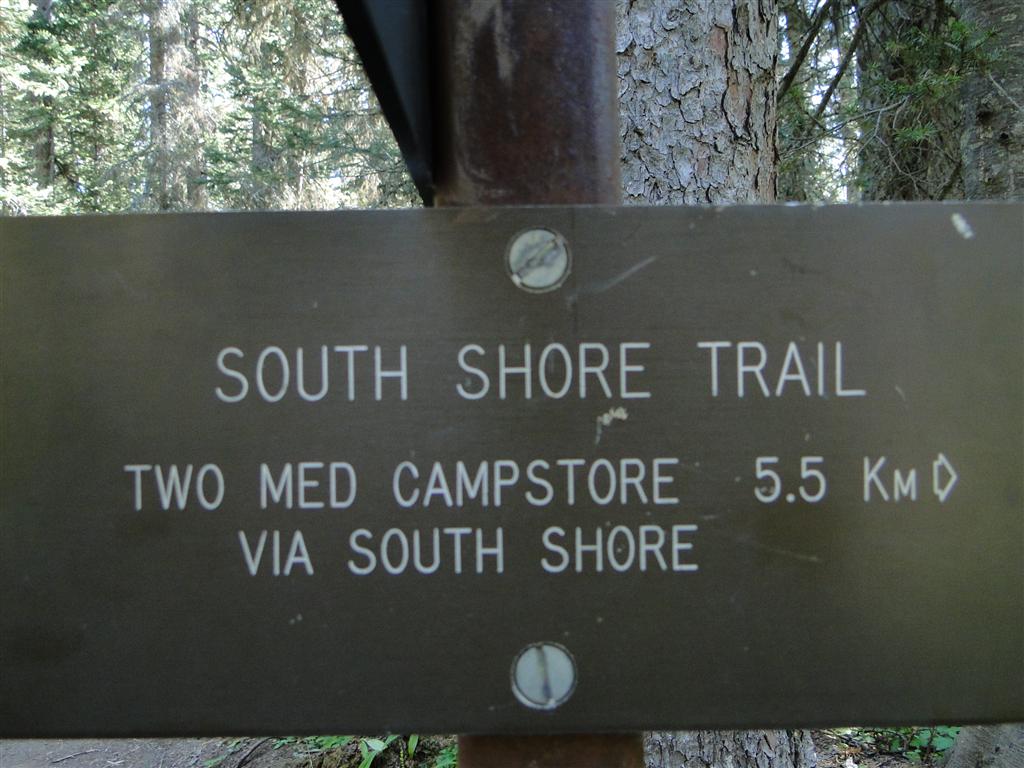 SOUTH SHORE TRAIL
TWO MED CAMPSTORE 5.5 KM
VIA SOUTH SHORE